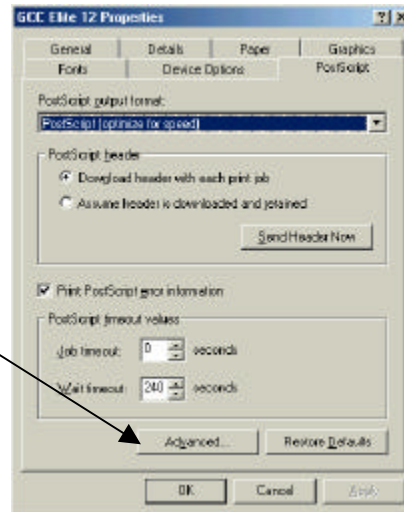 GCC Elite 12 Properties
General Details Paper Graphics
Fonts Device Options PostScript
PostScript output format:
PostScript (optimize for speed)
PostScript header
Download header with each print job
Assume header is downloaded and retained
Send Header Now
Print PostScript error information
PostScript timeout values
Job timeout: 0 seconds
Wait timeout: 240 seconds
Advanced... Restore Defaults
OK Cancel Apply